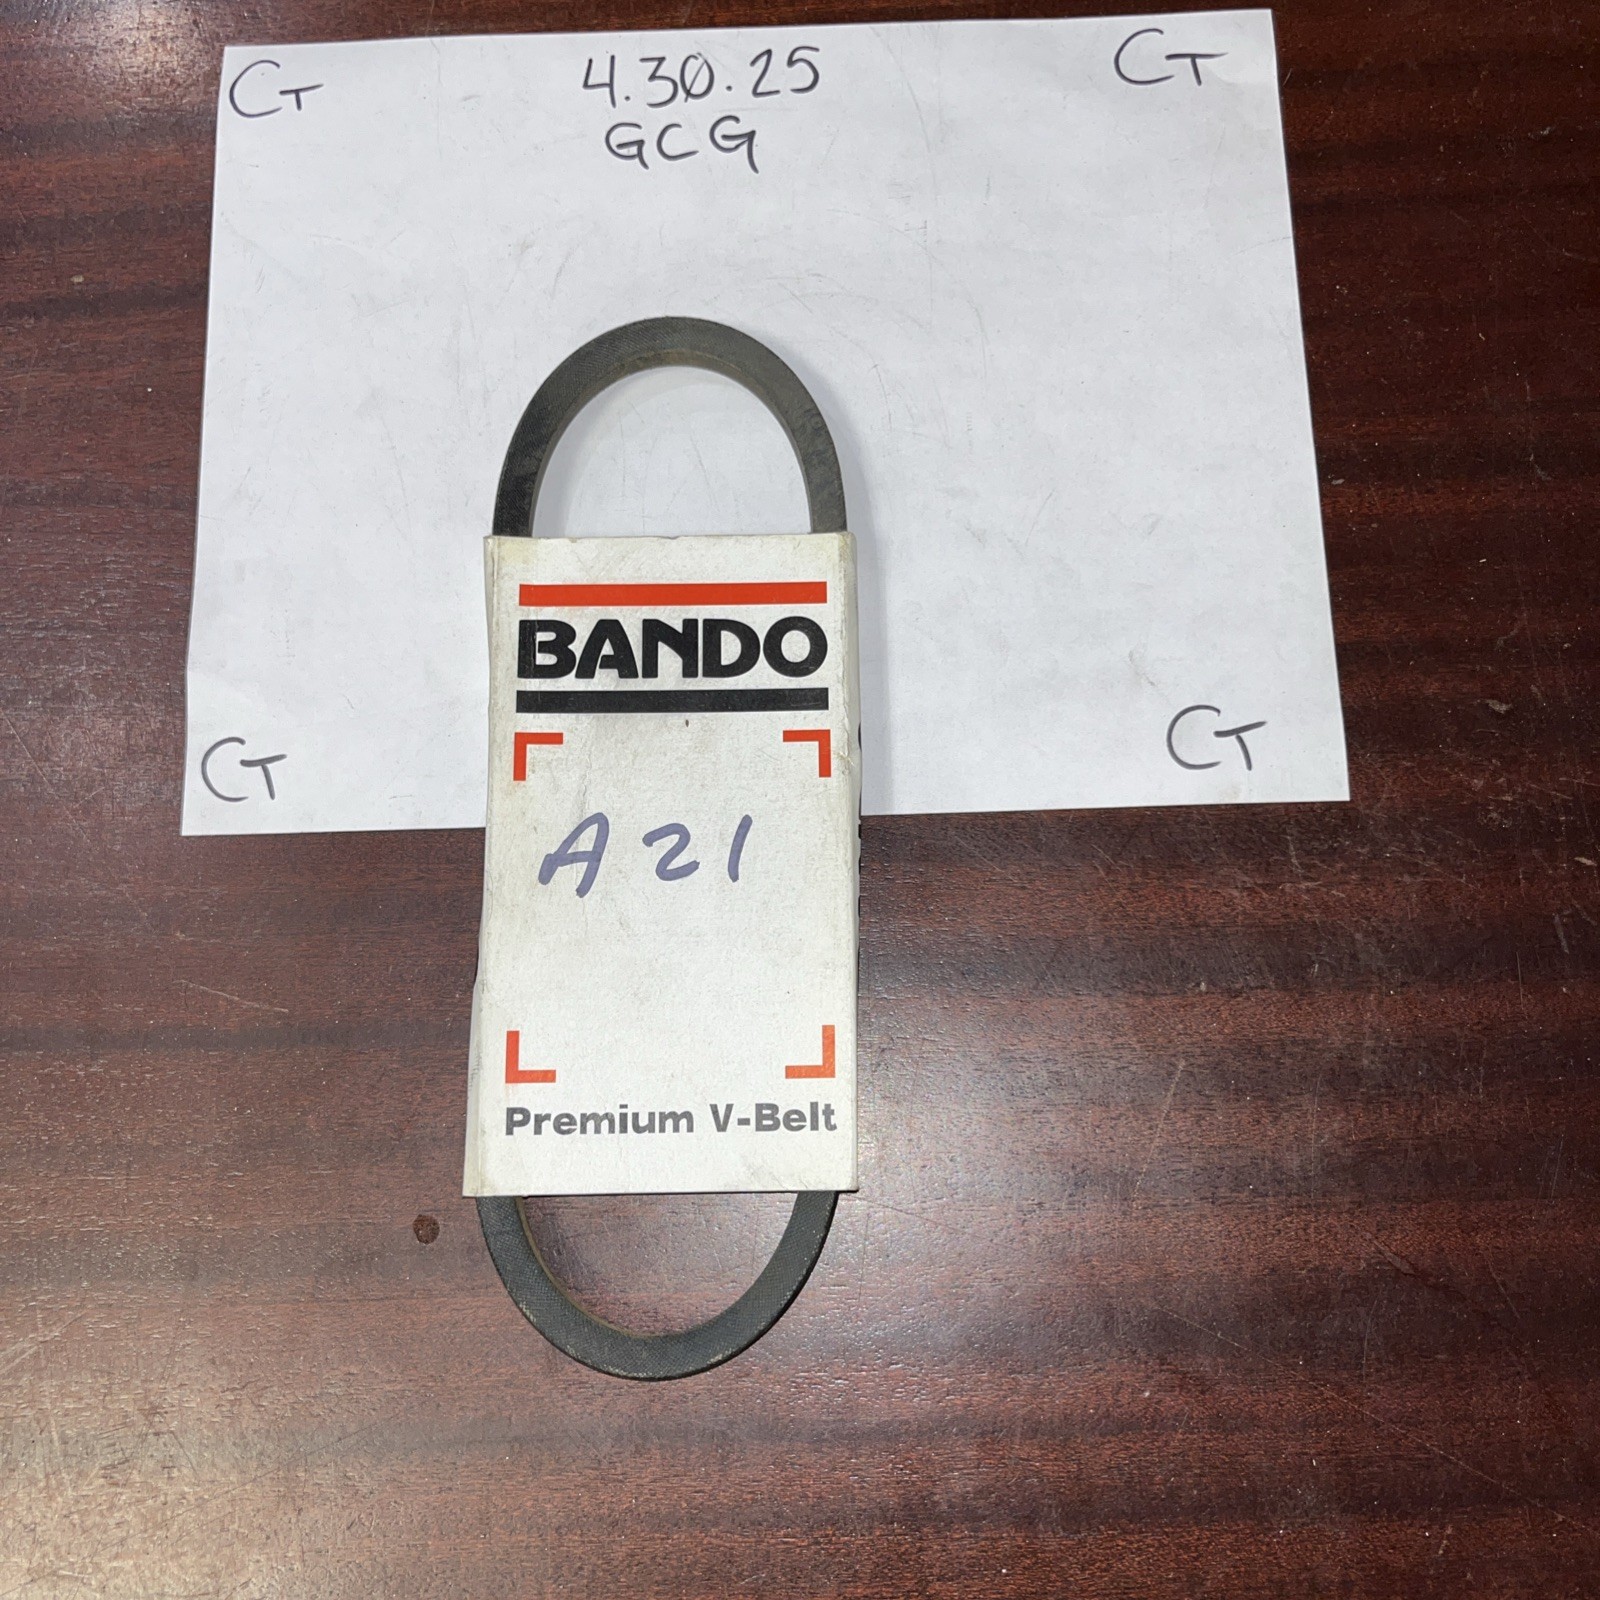 CT 4.30.25 CT
GCG
BANDO
CT CT
A21
Premium V-Belt